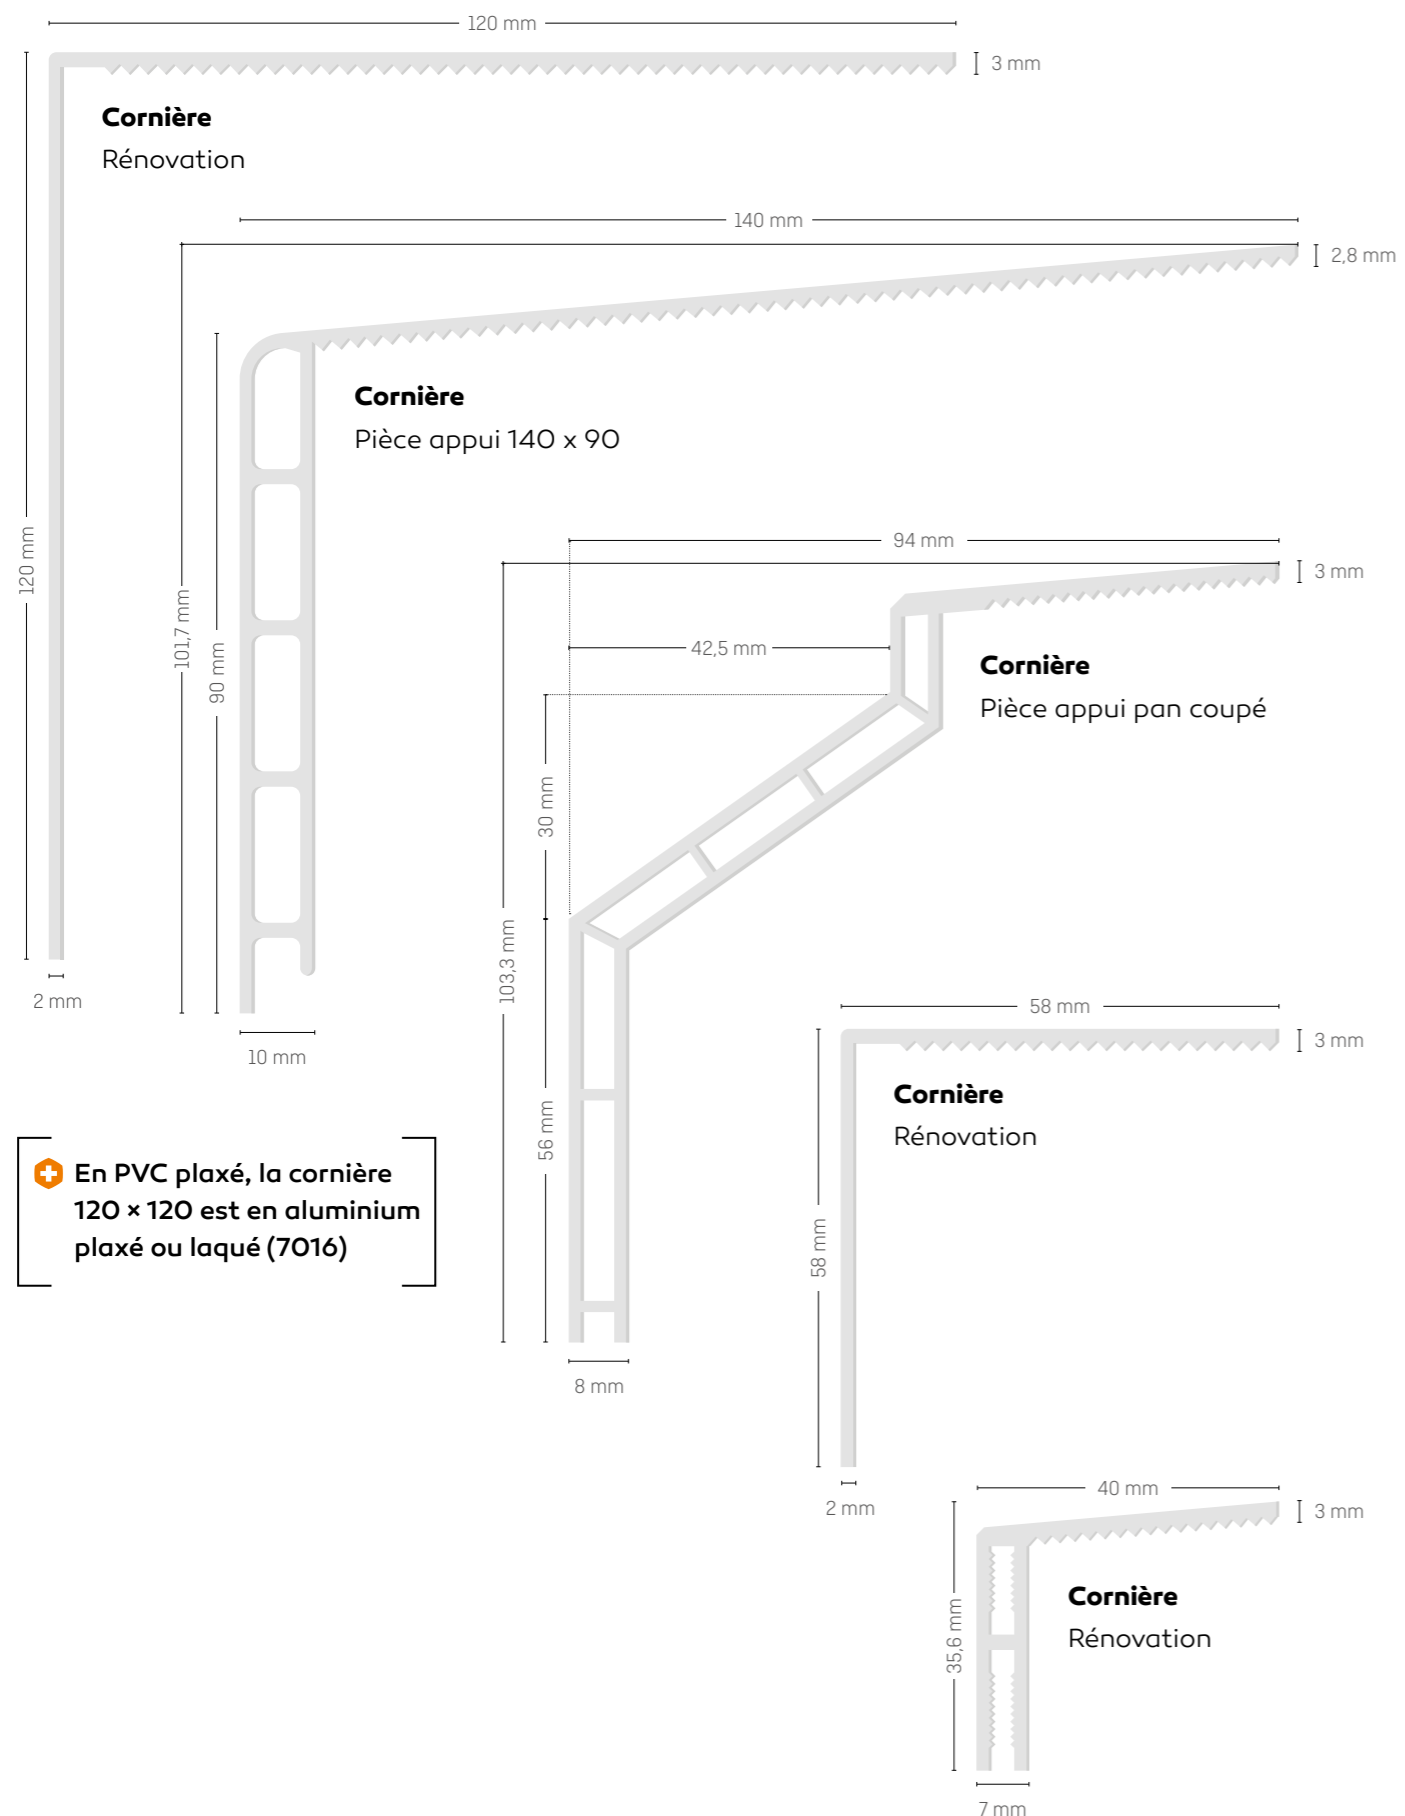 120 mm
3 mm
Cornière
Rénovation
120 mm
2 mm
140 mm
2,8 mm
Cornière
Pièce appui 140 x 90
101,7 mm
90 mm
10 mm
94 mm
3 mm
42,5 mm
Cornière
Pièce appui pan coupé
30 mm
103,3 mm
56 mm
8 mm
En PVC plaxé, la cornière
120 × 120 est en aluminium
plaxé ou laqué (7016)
58 mm
3 mm
Cornière
Rénovation
58 mm
2 mm
40 mm
3 mm
Cornière
Rénovation
35,6 mm
7 mm